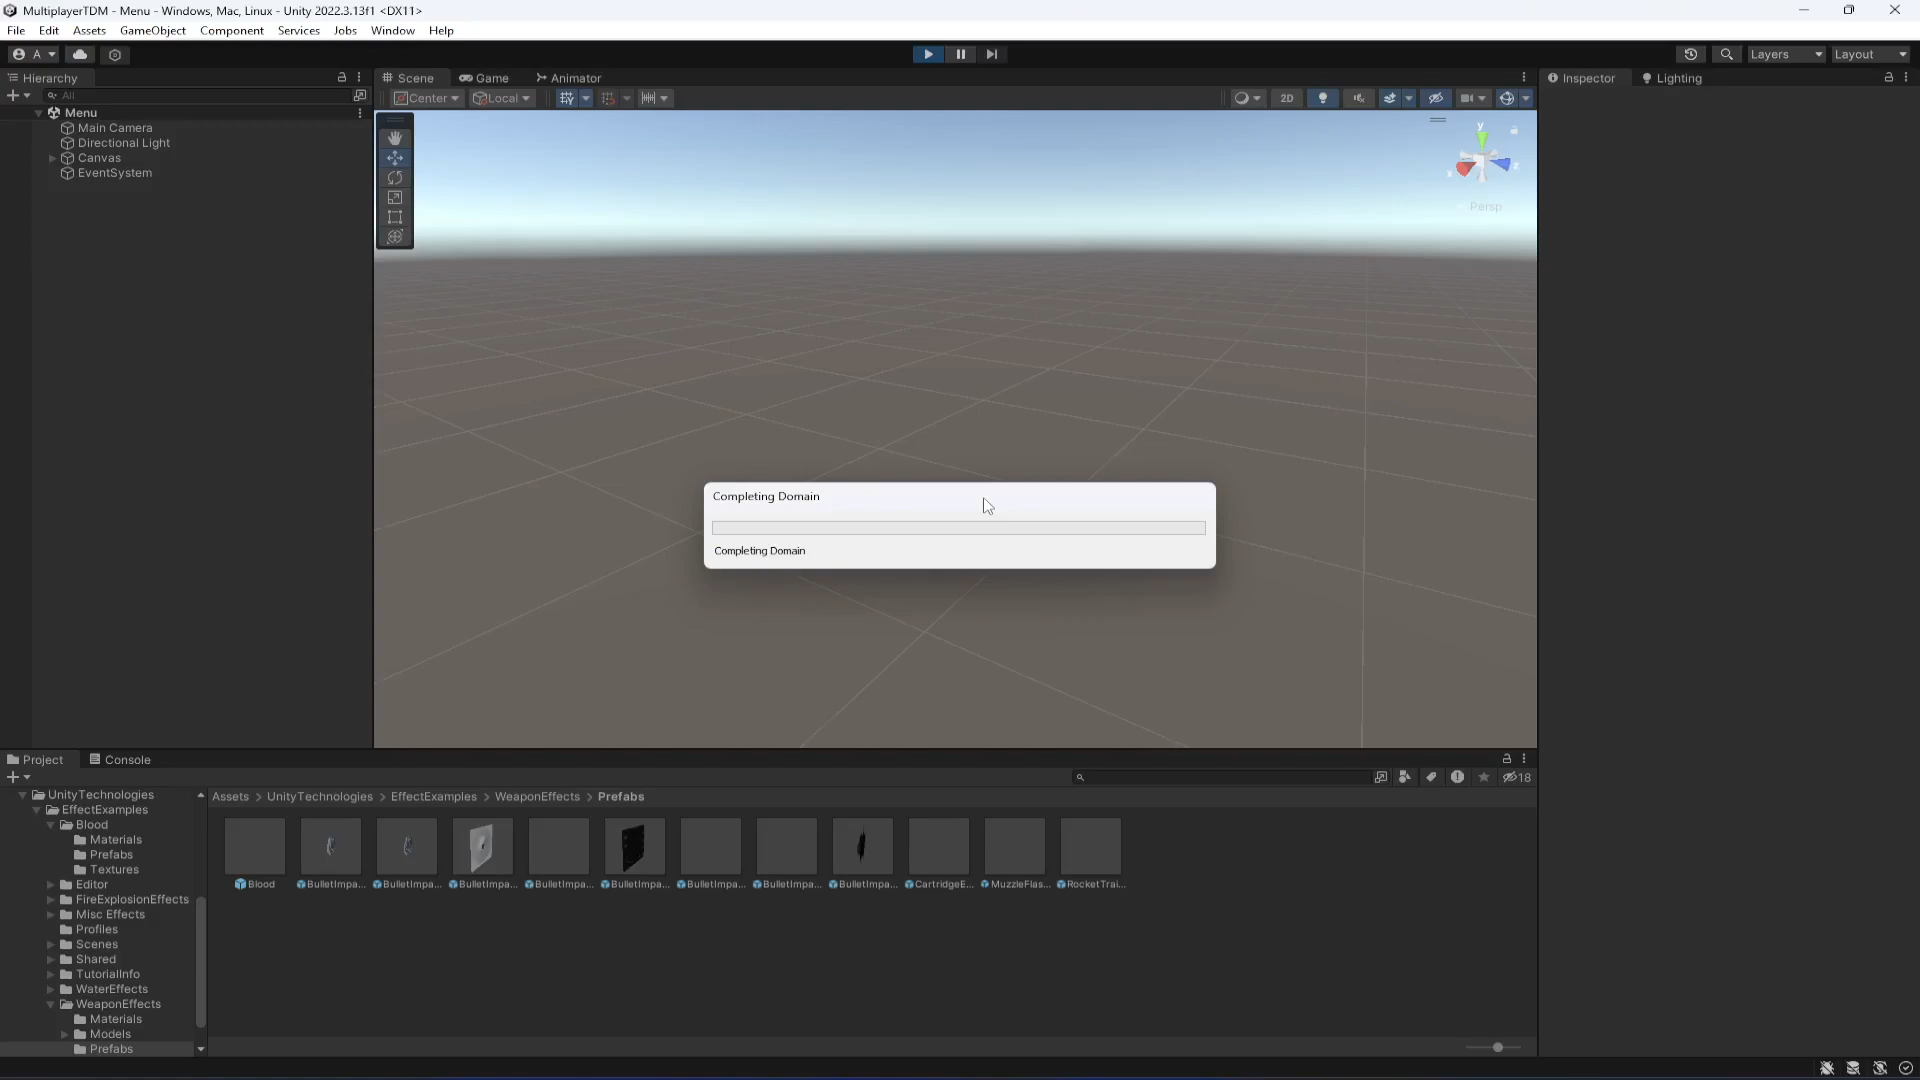 MultiplayerTDM - Menu - Windows, Mac, Linux - Unity 2022.3.13f1 <DX11>
File Edit Assets GameObject Component Services Jobs Window Help
A Layers Layout
Hierarchy Scene Game Animator Inspector Lighting
All Center Local 2D
Menu
Main Camera
Directional Light
Canvas
EventSystem
y
x z
Persp
Completing Domain
Completing Domain
Project Console
18
UnityTechnologies
EffectExamples
Blood
Materials
Prefabs
Textures
Editor
FireExplosionEffects
Misc Effects
Profiles
Scenes
Shared
TutorialInfo
WaterEffects
WeaponEffects
Materials
Models
Prefabs
Assets > UnityTechnologies > EffectExamples > WeaponEffects > Prefabs
Blood BulletImpa... BulletImpa... BulletImpa... BulletImpa... BulletImpa... BulletImpa... BulletImpa... BulletImpa... CartridgeE... MuzzleFlas... RocketTrai...